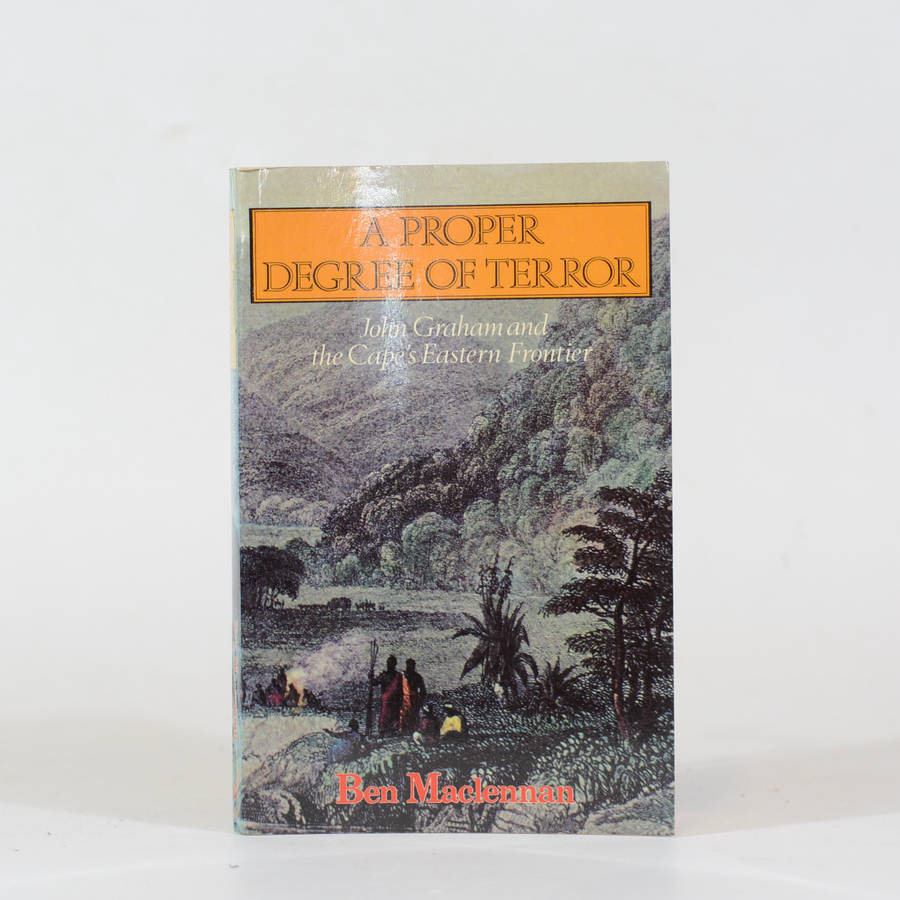 A PROPER
DEGREE OF TERROR
John Graham and
the Cape's Eastern Frontier
Ben Maclennan